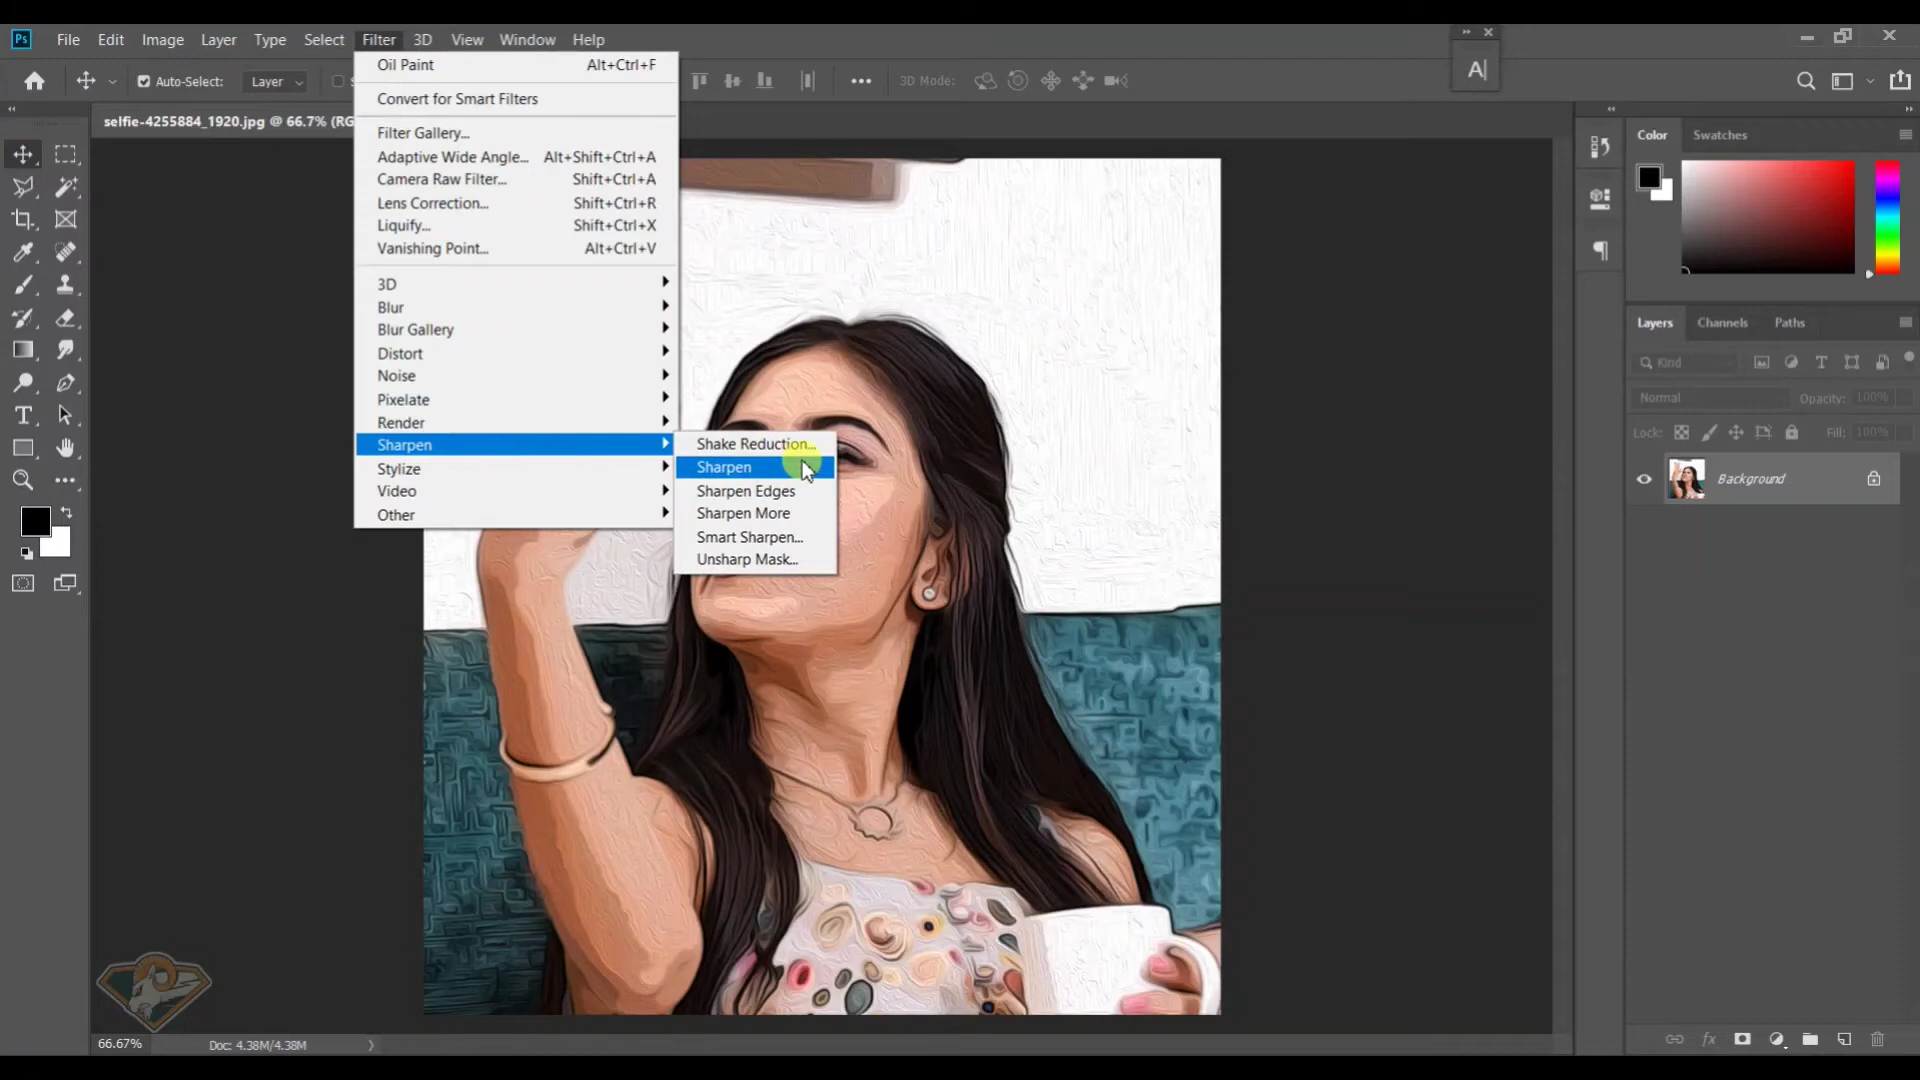 Ps File Edit Image Layer Type Select Filter 3D View Window Help
Auto-Select: Layer 3D Mode:
A
selfie-4255884_1920.jpg @ 66.7% (RG
Oil Paint Alt+Ctrl+F
Convert for Smart Filters
Filter Gallery...
Adaptive Wide Angle... Alt+Shift+Ctrl+A
Camera Raw Filter... Shift+Ctrl+A
Lens Correction... Shift+Ctrl+R
Liquify... Shift+Ctrl+X
Vanishing Point... Alt+Ctrl+V
3D
Blur
Blur Gallery
Distort
Noise
Pixelate
Render
Sharpen
Stylize
Video
Other
Shake Reduction...
Sharpen
Sharpen Edges
Sharpen More
Smart Sharpen...
Unsharp Mask...
Color Swatches
Layers Channels Paths
Kind
Normal Opacity: 100%
Lock: Fill: 100%
Background
66.67% Doc: 4.38M/4.38M
fx